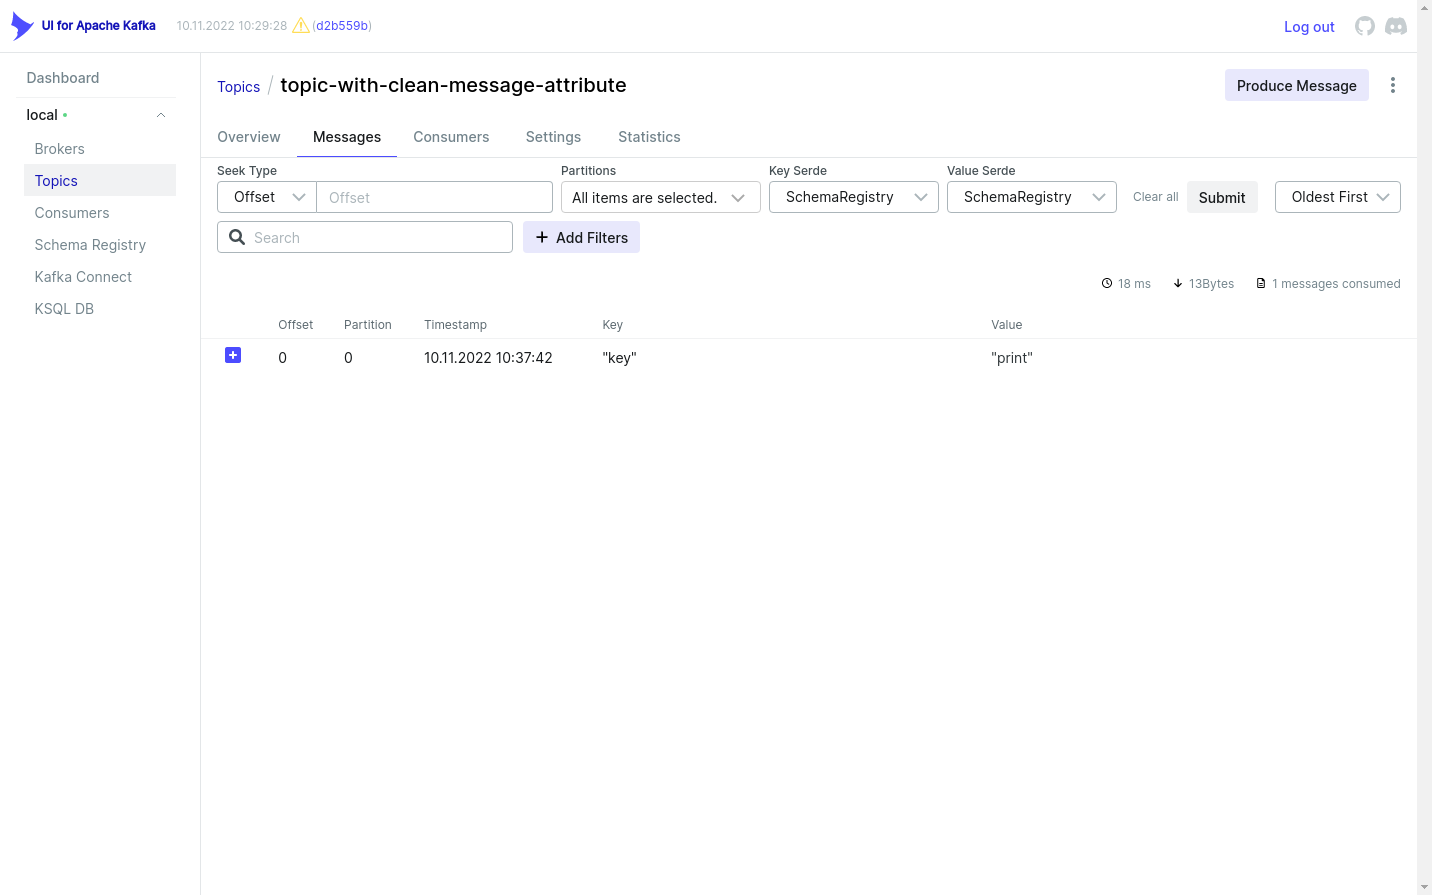 UI for Apache Kafka 10.11.2022 10:29:28 (d2b559b) Log out
Dashboard
local
Brokers
Topics
Consumers
Schema Registry
Kafka Connect
KSQL DB
Topics / topic-with-clean-message-attribute Produce Message
Overview Messages Consumers Settings Statistics
Seek Type Partitions Key Serde Value Serde
Offset Offset All items are selected. SchemaRegistry SchemaRegistry Clear all Submit Oldest First
Search Add Filters
18 ms 13Bytes 1 messages consumed
Offset Partition Timestamp Key Value
0 0 10.11.2022 10:37:42 "key" "print"